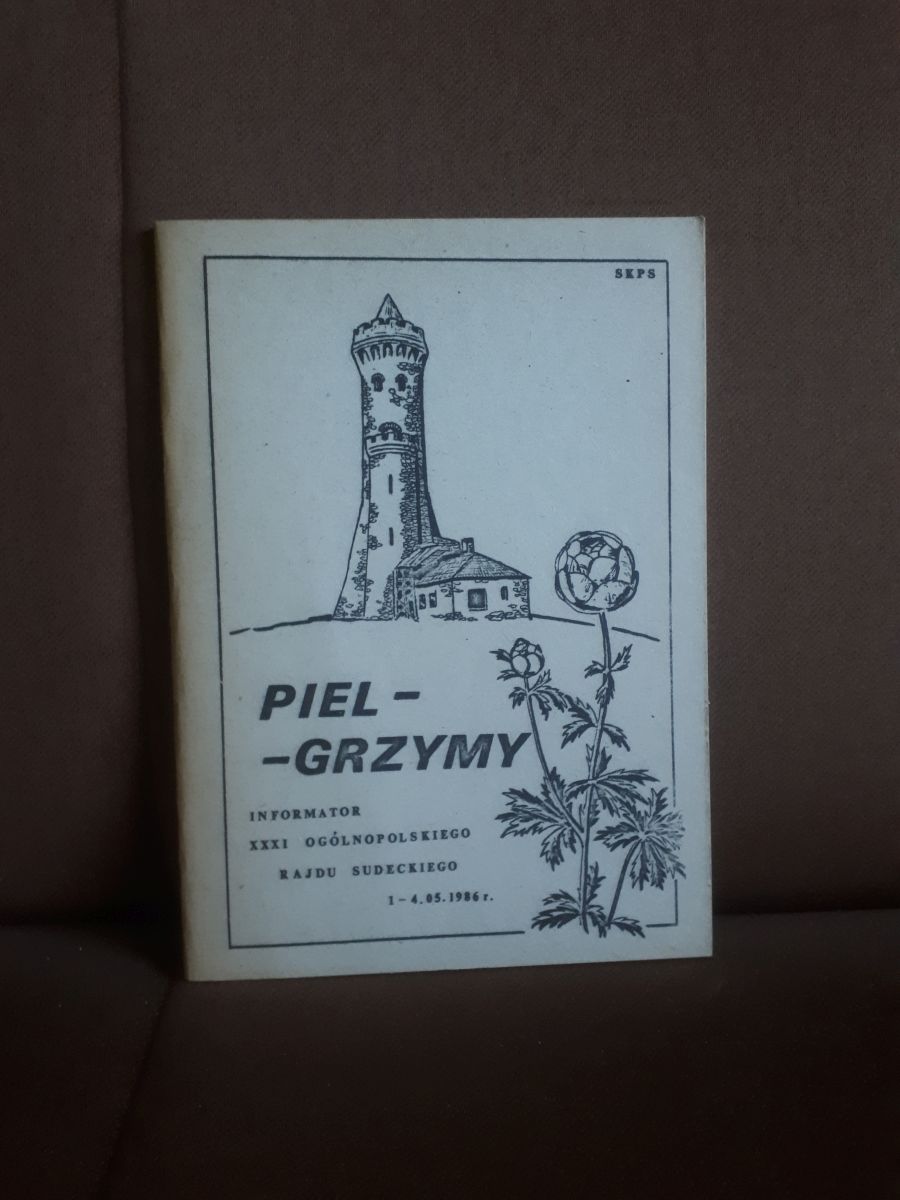 SKPS
PIEL-
-GRZYMY
INFORMATOR
XXXI OGÓLNOPOLSKIEGO
RAJDU SUDECKIEGO
1-4.05.1986 r.